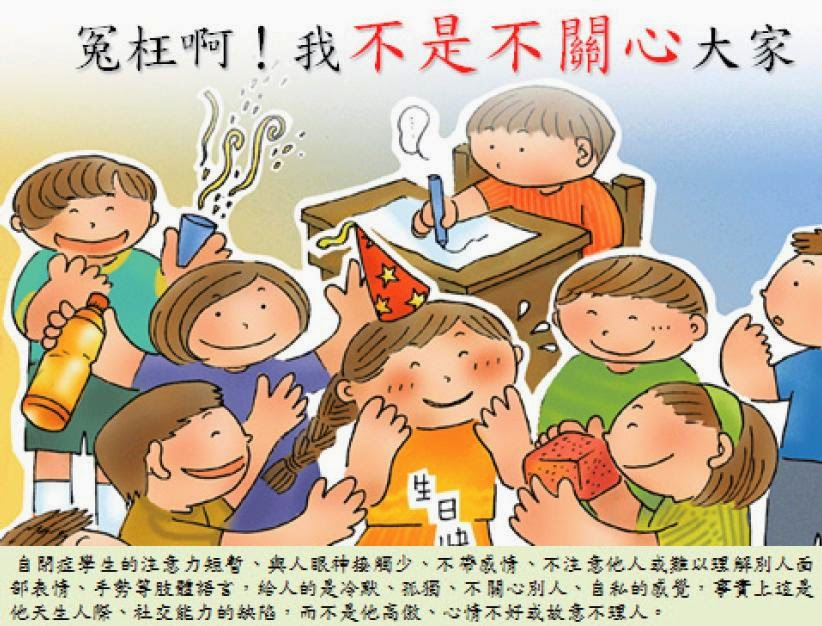 冤枉啊！我不是不關心大家
生日快
自閉症學生的注意力短暫、與人眼神接觸少、不帶感情、不注意他人或難以理解別人面
部表情、手勢等肢體語言，給人的是冷默、孤獨、不關心別人、自私的感覺，事實上這是
他天生人際、社交能力的缺陷，而不是他高傲、心情不好或故意不理人。